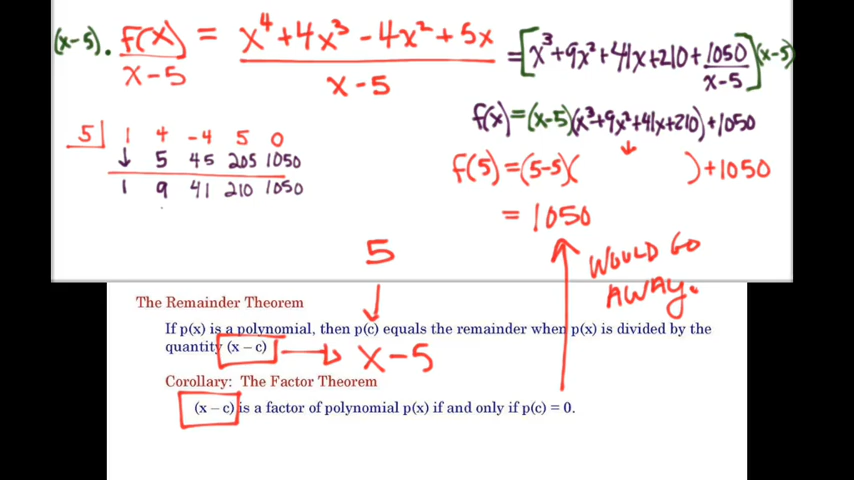 (x-5) · f(x)/x-5 = x⁴+4x³-4x²+5x/x-5 = [x³+9x²+41x+210+1050/x-5](x-5)
f(x)=(x-5)(x³+9x²+41x+210)+1050
5| 1 4 -4 5 0
↓ 5 45 205 1050
1 9 41 210 1050
f(5)=(5-5)( )+1050
= 1050
WOULD GO
AWAY.
5
The Remainder Theorem
If p(x) is a polynomial, then p(c) equals the remainder when p(x) is divided by the
quantity (x – c) → x-5
Corollary: The Factor Theorem
(x – c) is a factor of polynomial p(x) if and only if p(c) = 0.